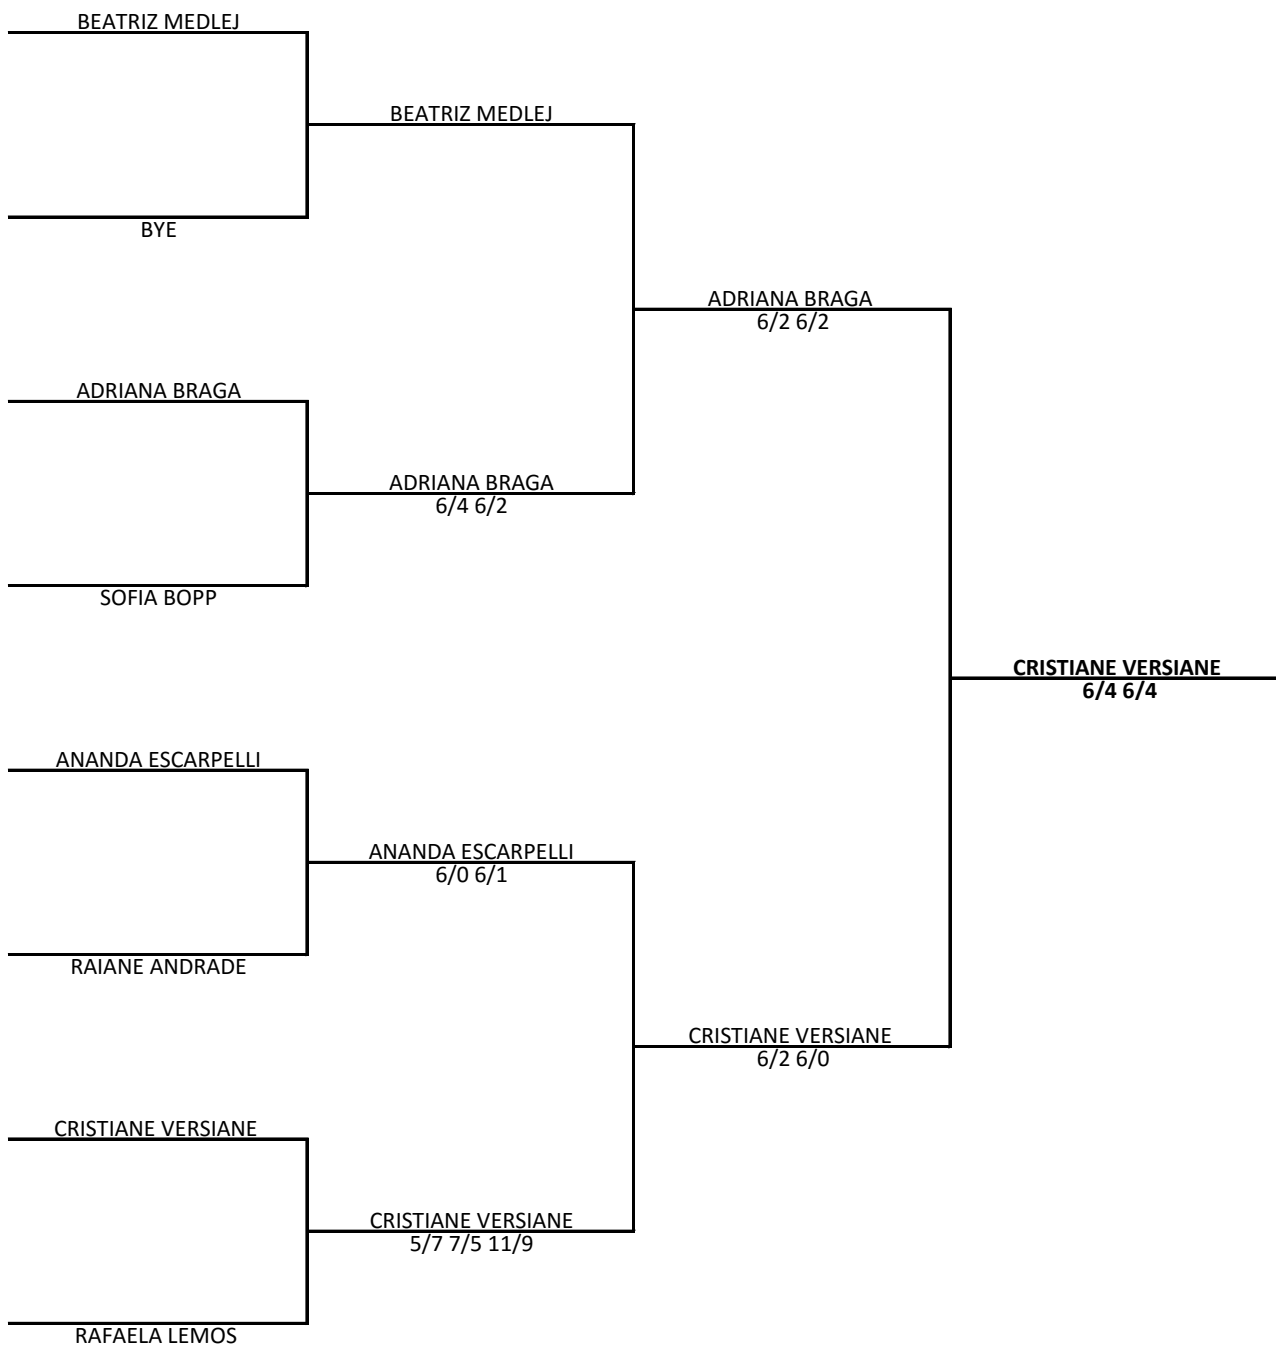 BEATRIZ MEDLEJ
BEATRIZ MEDLEJ
BYE
ADRIANA BRAGA
6/2 6/2
ADRIANA BRAGA
ADRIANA BRAGA
6/4 6/2
SOFIA BOPP
CRISTIANE VERSIANE
6/4 6/4
ANANDA ESCARPELLI
ANANDA ESCARPELLI
6/0 6/1
RAIANE ANDRADE
CRISTIANE VERSIANE
6/2 6/0
CRISTIANE VERSIANE
CRISTIANE VERSIANE
5/7 7/5 11/9
RAFAELA LEMOS